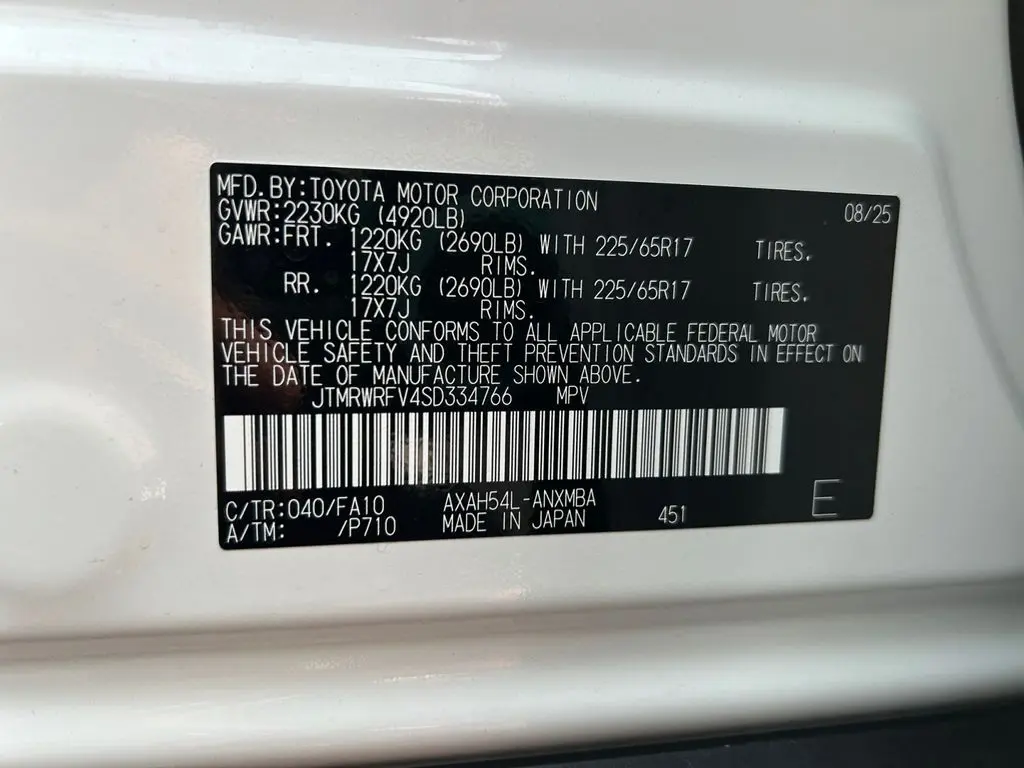 MFD.BY:TOYOTA MOTOR CORPORATION 08/25
GVWR:2230KG (4920LB)
GAWR:FRT. 1220KG (2690LB) WITH 225/65R17 TIRES.
17X7J RIMS.
RR. 1220KG (2690LB) WITH 225/65R17 TIRES.
17X7J RIMS.
THIS VEHICLE CONFORMS TO ALL APPLICABLE FEDERAL MOTOR
VEHICLE SAFETY AND THEFT PREVENTION STANDARDS IN EFFECT ON
THE DATE OF MANUFACTURE SHOWN ABOVE.
JTMRWRFV4SD334766 MPV
C/TR:040/FA10 AXAH54L-ANXMBA
A/TM: /P710 MADE IN JAPAN 451 E